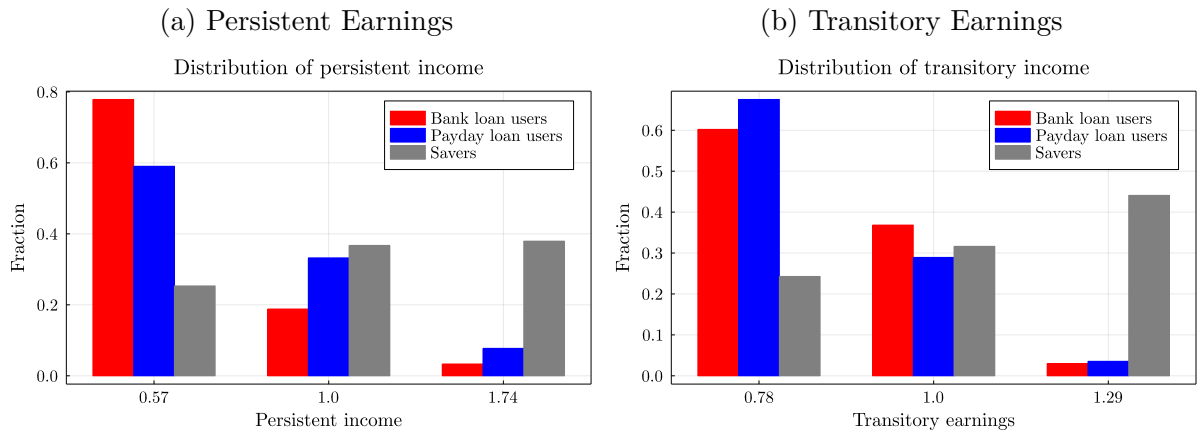 (a) Persistent Earnings
Distribution of persistent income
Fraction
0.8
0.6
0.4
0.2
0.0
Bank loan users
Payday loan users
Savers
0.57
1.0
1.74
Persistent income
(b) Transitory Earnings
Distribution of transitory income
Fraction
0.6
0.5
0.4
0.3
0.2
0.1
0.0
Bank loan users
Payday loan users
Savers
0.78
1.0
1.29
Transitory earnings